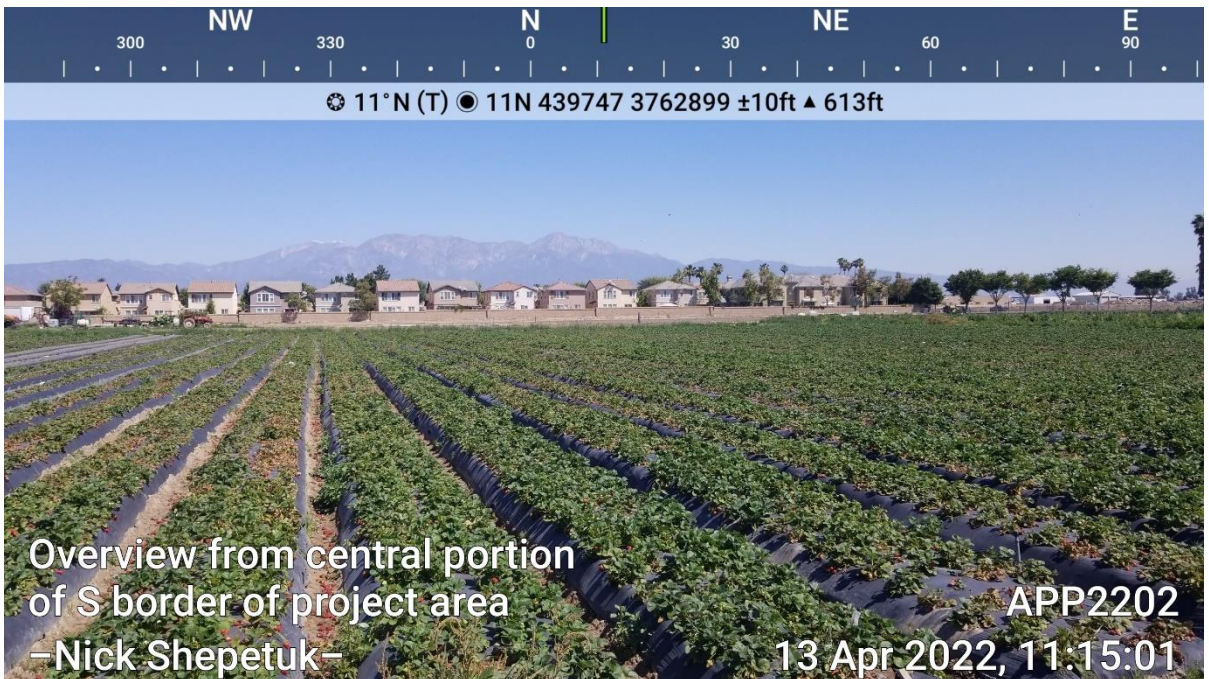 NW N NE E
300 330 0 30 60 90
11°N (T) 11N 439747 3762899 ±10ft ▲ 613ft
Overview from central portion
of S border of project area
–Nick Shepetuk–
APP2202
13 Apr 2022, 11:15:01